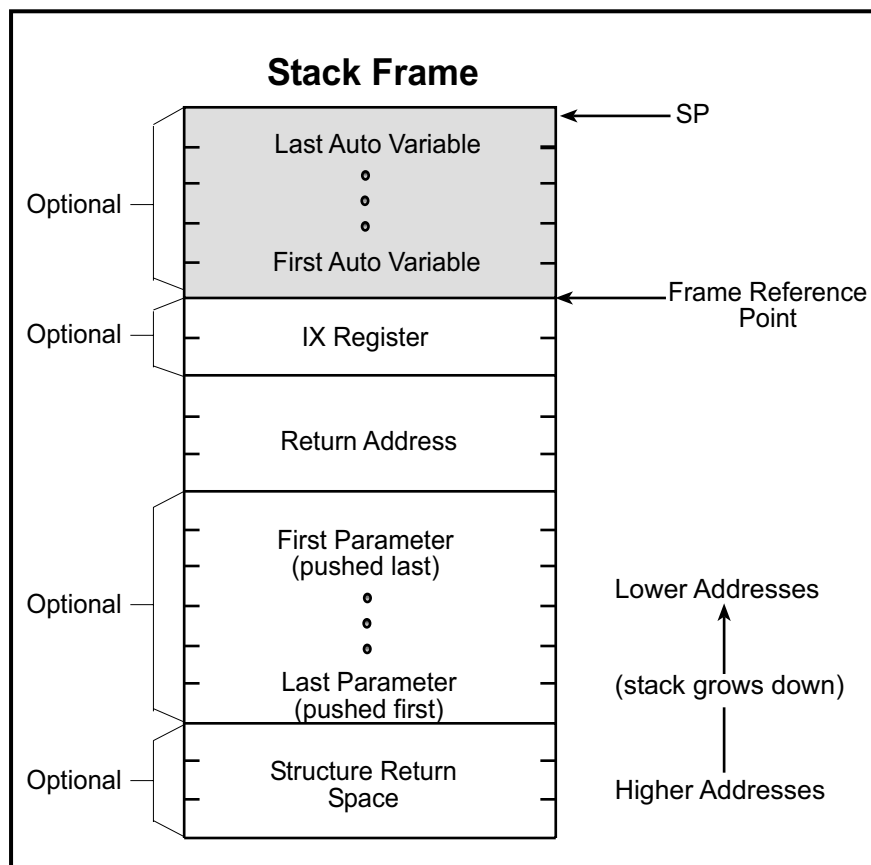 Stack Frame
SP
Last Auto Variable
Optional
First Auto Variable
Frame Reference
Point
Optional
IX Register
Return Address
First Parameter
(pushed last)
Optional
Lower Addresses
(stack grows down)
Last Parameter
(pushed first)
Optional
Structure Return
Space
Higher Addresses